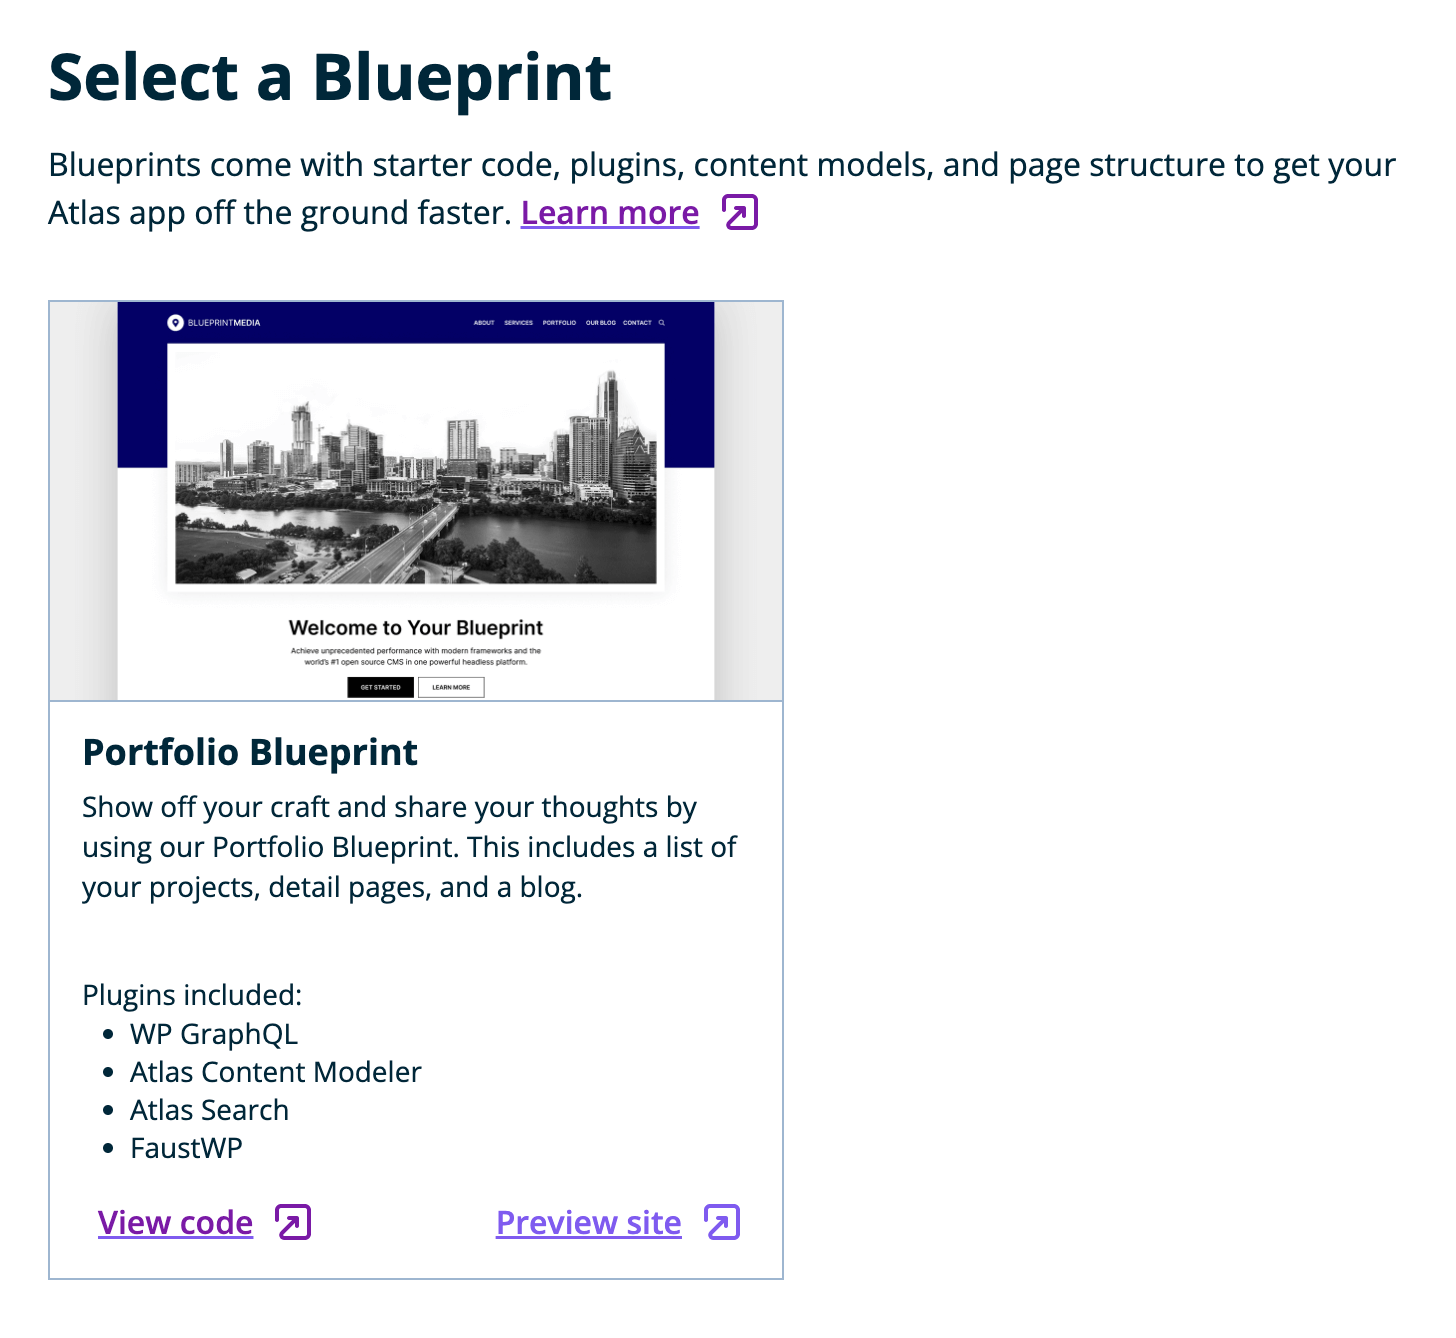 Select a Blueprint
Blueprints come with starter code, plugins, content models, and page structure to get your
Atlas app off the ground faster. Learn more
BLUEPRINTMEDIA ABOUT SERVICES PORTFOLIO OUR BLOG CONTACT
Welcome to Your Blueprint
Achieve unprecedented performance with modern frameworks and the
world's #1 open source CMS in one powerful headless platform.
GET STARTED LEARN MORE
Portfolio Blueprint
Show off your craft and share your thoughts by
using our Portfolio Blueprint. This includes a list of
your projects, detail pages, and a blog.
Plugins included:
• WP GraphQL
• Atlas Content Modeler
• Atlas Search
• FaustWP
View code Preview site